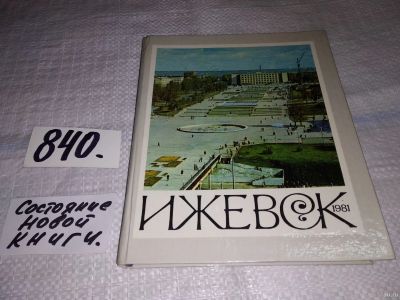 840.
Состояние
новой
книги.
ИЖЕВСК
1981